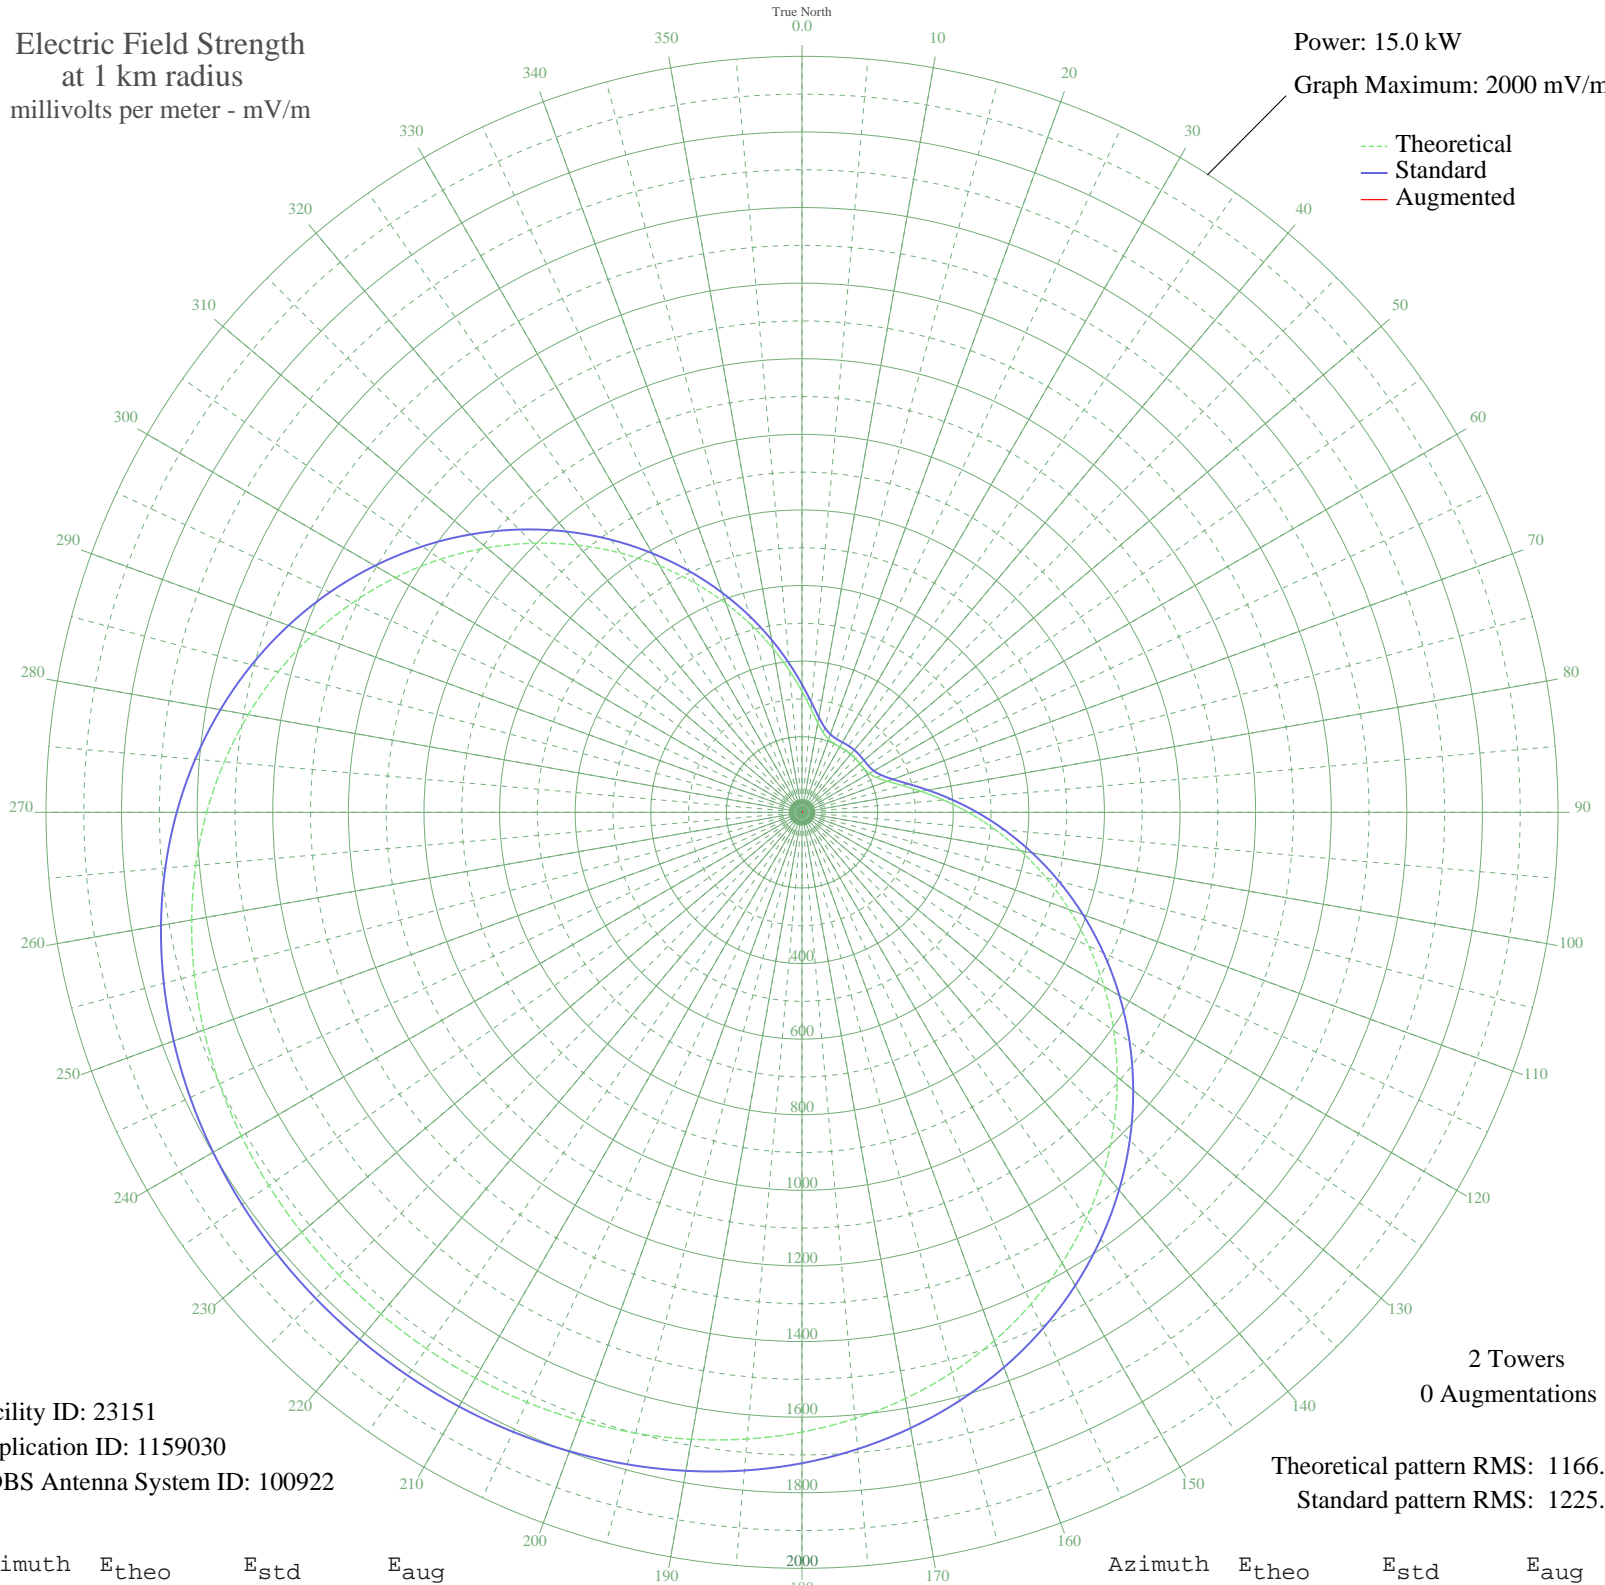 True North
0.0
Electric Field Strength
at 1 km radius
millivolts per meter - mV/m
Power: 15.0 kW
Graph Maximum: 2000 mV/m
Theoretical
Standard
Augmented
10
20
30
40
50
60
70
80
90
100
110
120
130
140
150
160
170
190
200
210
220
230
240
250
260
270
280
290
300
310
320
330
340
350
400
600
800
1000
1200
1400
1600
1800
2000
2 Towers
0 Augmentations
cility ID: 23151
plication ID: 1159030
DBS Antenna System ID: 100922
Theoretical pattern RMS: 1166.
Standard pattern RMS: 1225.
imuth Etheo Estd Eaug
Azimuth Etheo Estd Eaug